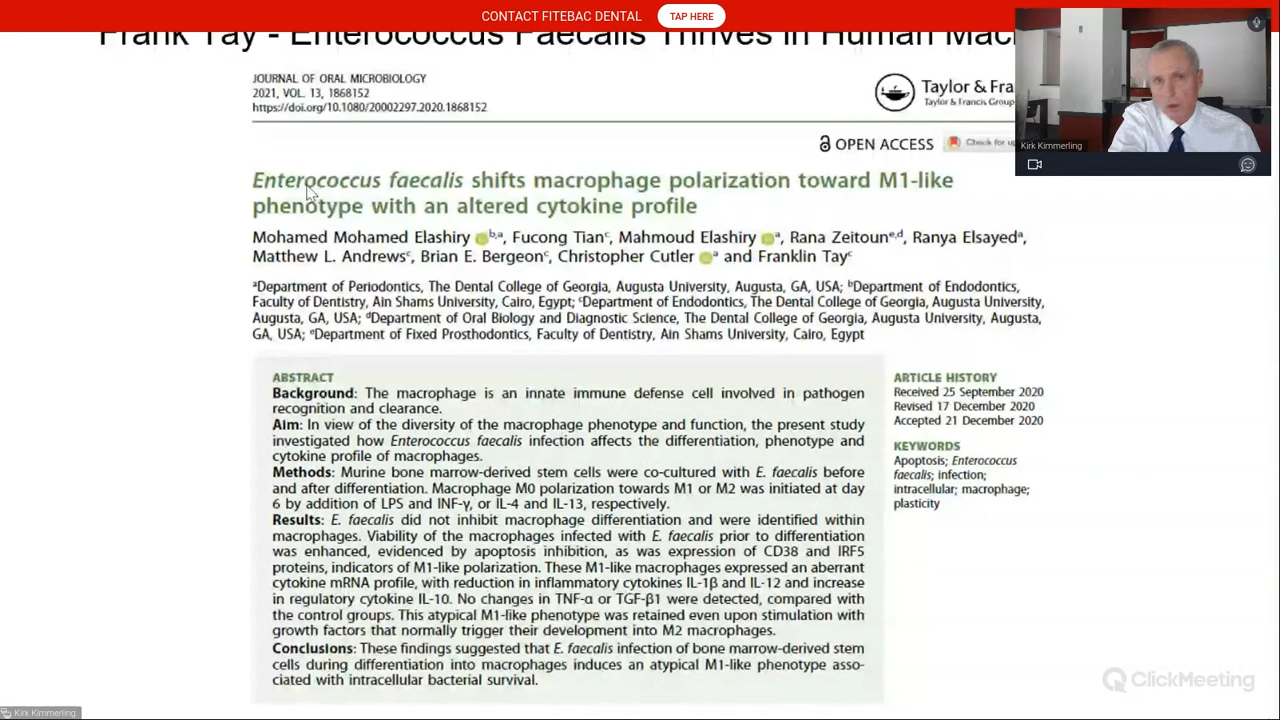 CONTACT FITEBAC DENTAL TAP HERE
Frank Tay - Enterococcus Faecalis Thrives in Human
Kirk Kimmerling
JOURNAL OF ORAL MICROBIOLOGY
2021, VOL. 13, 1868152
https://doi.org/10.1080/20002297.2020.1868152
Taylor &
Taylor & Francis Group
OPEN ACCESS
Check for
Enterococcus faecalis shifts macrophage polarization toward M1-like
phenotype with an altered cytokine profile
Mohamed Mohamed Elashiry b,a, Fucong Tianc, Mahmoud Elashiry a, Rana Zeitoune,d, Ranya Elsayeda,
Matthew L. Andrewsc, Brian E. Bergeonc, Christopher Cutler a and Franklin Tayc
aDepartment of Periodontics, The Dental College of Georgia, Augusta University, Augusta, GA, USA; bDepartment of Endodontics,
Faculty of Dentistry, Ain Shams University, Cairo, Egypt; cDepartment of Endodontics, The Dental College of Georgia, Augusta University,
Augusta, GA, USA; dDepartment of Oral Biology and Diagnostic Science, The Dental College of Georgia, Augusta University, Augusta,
GA, USA; eDepartment of Fixed Prosthodontics, Faculty of Dentistry, Ain Shams University, Cairo, Egypt
ABSTRACT
Background: The macrophage is an innate immune defense cell involved in pathogen
recognition and clearance.
Aim: In view of the diversity of the macrophage phenotype and function, the present study
investigated how Enterococcus faecalis infection affects the differentiation, phenotype and
cytokine profile of macrophages.
Methods: Murine bone marrow-derived stem cells were co-cultured with E. faecalis before
and after differentiation. Macrophage M0 polarization towards M1 or M2 was initiated at day
6 by addition of LPS and INF-γ, or IL-4 and IL-13, respectively.
Results: E. faecalis did not inhibit macrophage differentiation and were identified within
macrophages. Viability of the macrophages infected with E. faecalis prior to differentiation
was enhanced, evidenced by apoptosis inhibition, as was expression of CD38 and IRF5
proteins, indicators of M1-like polarization. These M1-like macrophages expressed an aberrant
cytokine mRNA profile, with reduction in inflammatory cytokines IL-1β and IL-12 and increase
in regulatory cytokine IL-10. No changes in TNF-α or TGF-β1 were detected, compared with
the control groups. This atypical M1-like phenotype was retained even upon stimulation with
growth factors that normally trigger their development into M2 macrophages.
Conclusions: These findings suggested that E. faecalis infection of bone marrow-derived stem
cells during differentiation into macrophages induces an atypical M1-like phenotype asso-
ciated with intracellular bacterial survival.
ARTICLE HISTORY
Received 25 September 2020
Revised 17 December 2020
Accepted 21 December 2020
KEYWORDS
Apoptosis; Enterococcus
faecalis; infection;
intracellular; macrophage;
plasticity
ClickMeeting
Kirk Kimmerling